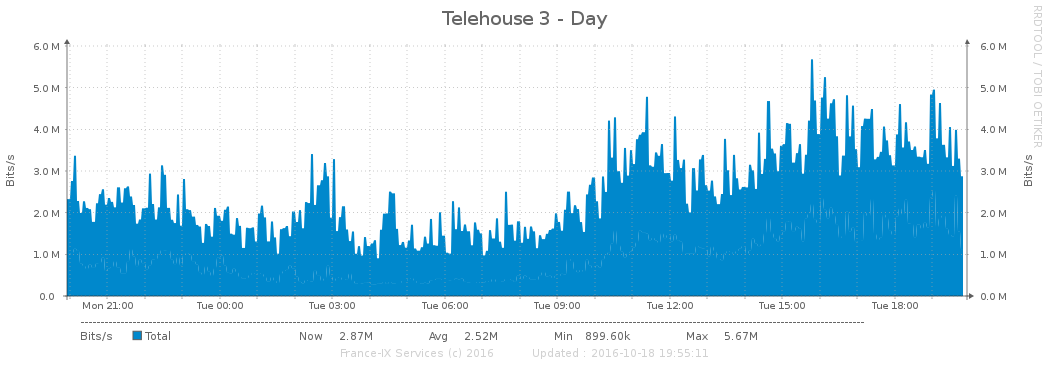 Telehouse 3 - Day
RRDTOOL / TOBI OETIKER
Bits/s
6.0 M 6.0 M
5.0 M 5.0 M
4.0 M 4.0 M
3.0 M 3.0 M
2.0 M 2.0 M
1.0 M 1.0 M
0.0 0.0 M
Bits/s
Mon 21:00 Tue 00:00 Tue 03:00 Tue 06:00 Tue 09:00 Tue 12:00 Tue 15:00 Tue 18:00
Bits/s Total Now 2.87M Avg 2.52M Min 899.60k Max 5.67M
France-IX Services (c) 2016 Updated : 2016-10-18 19:55:11